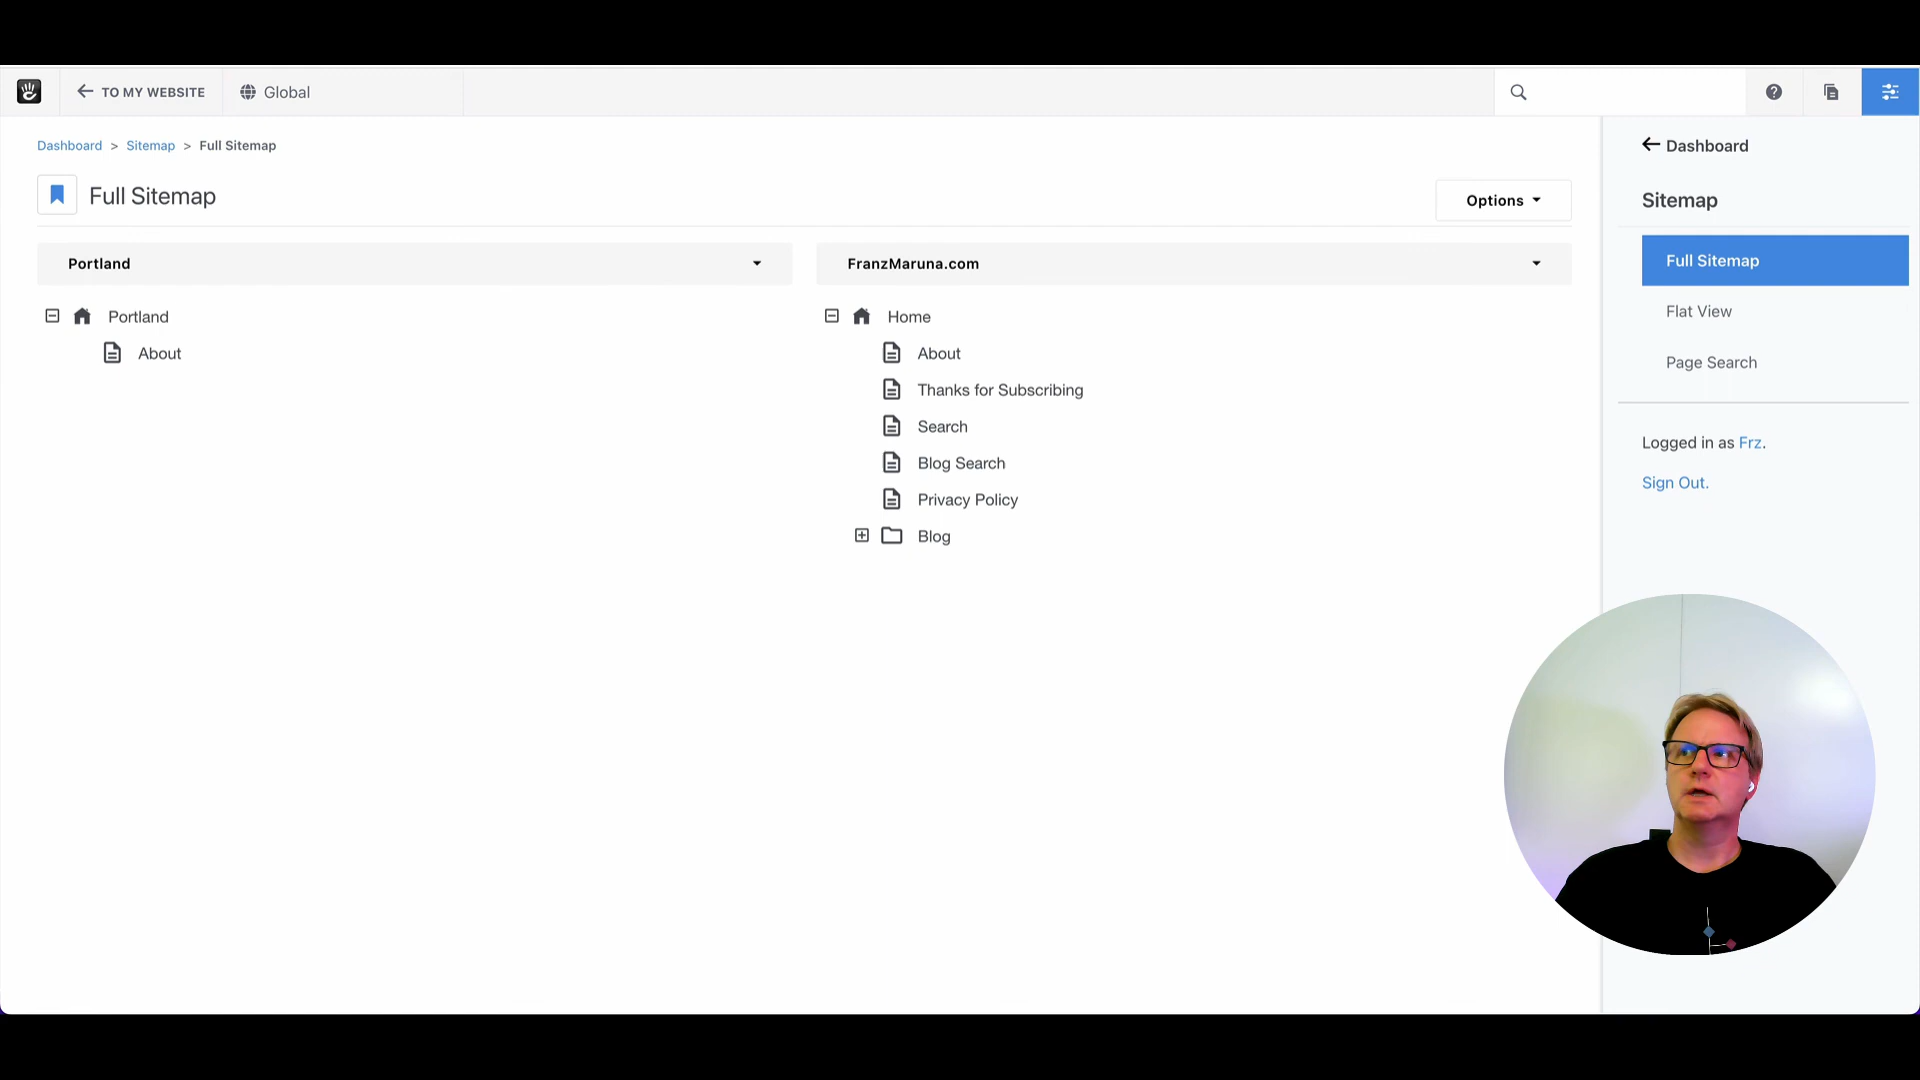 TO MY WEBSITE
Global
Dashboard > Sitemap > Full Sitemap
Full Sitemap
Options
Portland
Portland
About
FranzMaruna.com
Home
About
Thanks for Subscribing
Search
Blog Search
Privacy Policy
Blog
Dashboard
Sitemap
Full Sitemap
Flat View
Page Search
Logged in as Frz.
Sign Out.